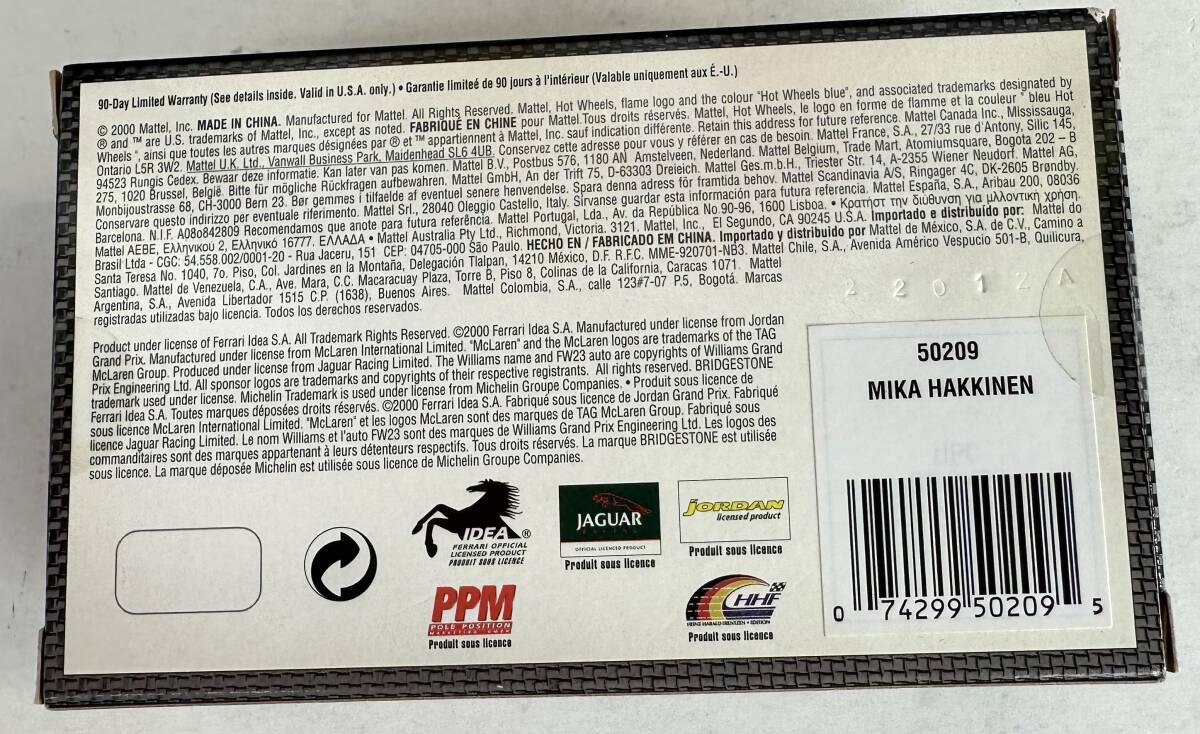 90-Day Limited Warranty (See details inside. Valid in U.S.A. only.) • Garantie limiteé de 90 jours à l'intérieur (Valable uniquement aux É.-U.)
© 2000 Mattel, Inc. MADE IN CHINA. Manufactured for Mattel. All Rights Reserved. Mattel, Hot Wheels, flame logo and the colour "Hot Wheels blue", and associated trademarks designated by
® and ™ are U.S. trademarks of Mattel, Inc., except as noted. FABRIQUÉ EN CHINE pour Mattel.Tous droits réservés. Mattel, Hot Wheels, le logo en forme de flamme et la couleur " bleu Hot
Wheels ", ainsi que toutes les autres marques désignées par ® et ™ appartiennent à Mattel, Inc. sauf indication différente. Retain this address for future reference. Mattel Canada Inc., Mississauga,
Ontario L5R 3W2. Mattel U.K. Ltd., Vanwall Business Park, Maidenhead SL6 4UB. Conservez cette adresse pour vous y référer en cas de besoin. Mattel France, S.A., 27/33 rue d'Antony, Silic 145,
94523 Rungis Cedex. Bewaar deze informatie. Kan later van pas komen. Mattel B.V., Postbus 576, 1180 AN Amstelveen, Nederland. Mattel Belgium, Trade Mart, Atomiumsquare, Bogota 202 – B
275, 1020 Brussel, België. Bitte für mögliche Rückfragen aufbewahren. Mattel GmbH, An der Trift 75, D-63303 Dreieich. Mattel Ges.m.b.H., Triester Str. 14, A-2355 Wiener Neudorf. Mattel AG,
Monbijoustrasse 68, CH-3000 Bern 23. Bør gemmes i tilfælde af eventuel senere henvendelse. Spara denna adress för framtida behov. Mattel Scandinavia A/S, Ringager 4C, DK-2605 Brøndby.
Conservare questo indirizzo per eventuale riferimento. Mattel Srl., 28040 Oleggio Castello, Italy. Sírvanse guardar esta información para futura referencia. Mattel España, S.A., Aribau 200, 08036
Barcelona. N.I.F. A08084280​9 Recomendamos que anote para futura referência. Mattel Portugal, Lda., Av. da República No.90-96, 1600 Lisboa. • Κρατήστ την διύθυνση για μλλοντική χρήση.
Mattel AEBE, Ελληνικού 2, Ελληνικό 16777. ΕΛΛΑΔΑ • Mattel Australia Pty Ltd., Richmond, Victoria. 3121. Mattel, Inc., El Segundo, CA 90245 U.S.A. Importado e distribuído por: Mattel do
Brasil Ltda - CGC: 54.558.002/0001-20 - Rua Jaceru, 151 CEP: 04705-000 São Paulo. HECHO EN / FABRICADO EM CHINA. Importado y distribuido por Mattel de México, S.A. de C.V., Camino a
Santa Teresa No. 1040, 7o. Piso, Col. Jardines en la Montaña, Delegación Tlalpan, 14210 México, D.F. R.F.C. MME-920701-NB3. Mattel Chile, S.A., Avenida Américo Vespucio 501-B, Quilicura,
Santiago. Mattel de Venezuela, C.A., Ave. Mara, C.C. Macaracuay Plaza, Torre B, Piso 8, Colinas de la California, Caracas 1071. Mattel
Argentina, S.A., Avenida Libertador 1515 C.P. (1638), Buenos Aires. Mattel Colombia, S.A., calle 123#7-07 P.5, Bogotá. Marcas
registradas utilizadas bajo licencia. Todos los derechos reservados.
2 2 0 1 2 A
Product under license of Ferrari Idea S.A. All Trademark Rights Reserved. ©2000 Ferrari Idea S.A. Manufactured under license from Jordan
Grand Prix. Manufactured under license from McLaren International Limited. "McLaren" and the McLaren logos are trademarks of the TAG
McLaren Group. Produced under license from Jaguar Racing Limited. The Williams name and FW23 auto are copyrights of Williams Grand
Prix Engineering Ltd. All sponsor logos are trademarks and copyrights of their respective registrants. All rights reserved. BRIDGESTONE
trademark used under license. Michelin Trademark is used under license from Michelin Groupe Companies. • Produit sous licence de
Ferrari Idea S.A. Toutes marques déposées droits réservés. ©2000 Ferrari Idea S.A. Fabriqué sous licence de Jordan Grand Prix. Fabriqué
sous licence McLaren International Limited. "McLaren" et les logos McLaren sont des marques de TAG McLaren Group. Fabriqué sous
licence Jaguar Racing Limited. Le nom Williams et l'auto FW23 sont des marques de Williams Grand Prix Engineering Ltd. Les logos des
commanditaires sont des marques appartenant à leurs détenteurs respectifs. Tous droits réservés. La marque BRIDGESTONE est utilisée
sous licence. La marque déposée Michelin est utilisée sous licence de Michelin Groupe Companies.
50209
MIKA HAKKINEN
0 74299 50209 5
IDEA®
FERRARI OFFICIAL
LICENSED PRODUCT
PRODUIT SOUS LICENCE
JAGUAR
OFFICIAL LICENSED PRODUCT
Produit sous licence
JORDAN
licensed product
Produit sous licence
PPM
POLE POSITION
MARKETING GMBH
Produit sous licence
HHF
HEINZ-HARALD FRENTZEN • EDITION
Produit sous licence